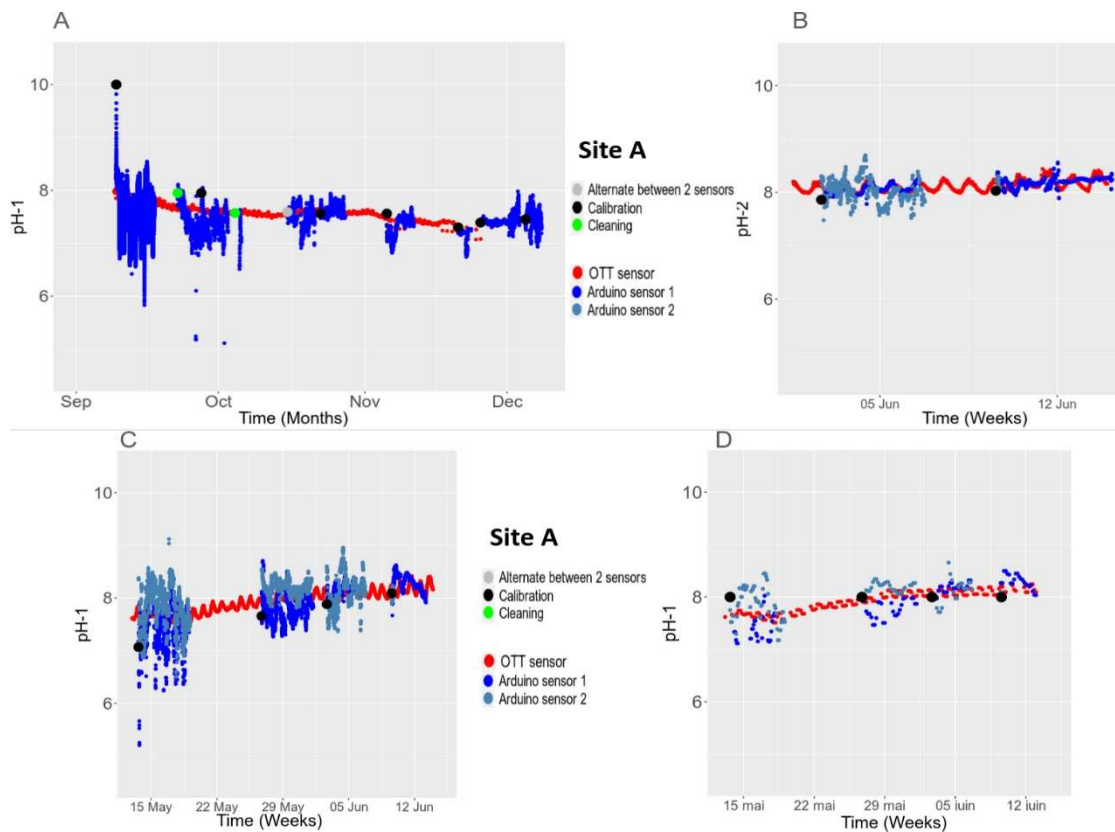 A
pH-1
10
8
6
Sep
Oct
Nov
Dec
Time (Months)
Site A
Alternate between 2 sensors
Calibration
Cleaning
OTT sensor
Arduino sensor 1
Arduino sensor 2
B
pH-2
10
8
6
05 Jun
12 Jun
Time (Weeks)
C
pH-1
10
8
6
15 May
22 May
29 May
05 Jun
12 Jun
Time (Weeks)
Site A
Alternate between 2 sensors
Calibration
Cleaning
OTT sensor
Arduino sensor 1
Arduino sensor 2
D
pH-1
10
8
6
15 mai
22 mai
29 mai
05 juin
12 juin
Time (Weeks)